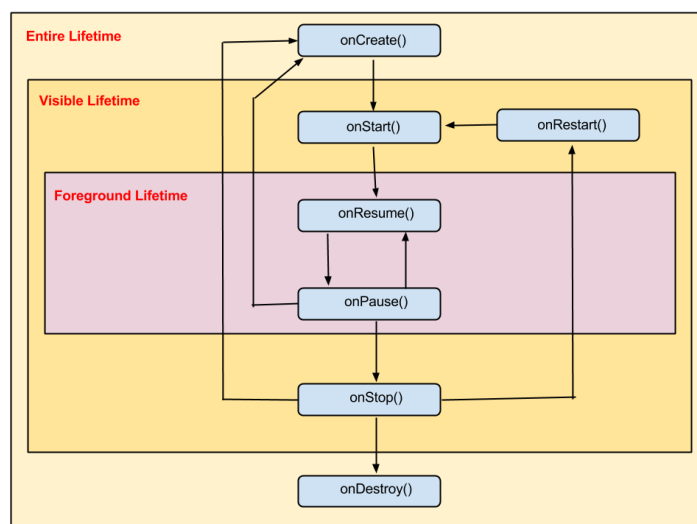 Entire Lifetime
onCreate()
Visible Lifetime
onStart()
onRestart()
Foreground Lifetime
onResume()
onPause()
onStop()
onDestroy()